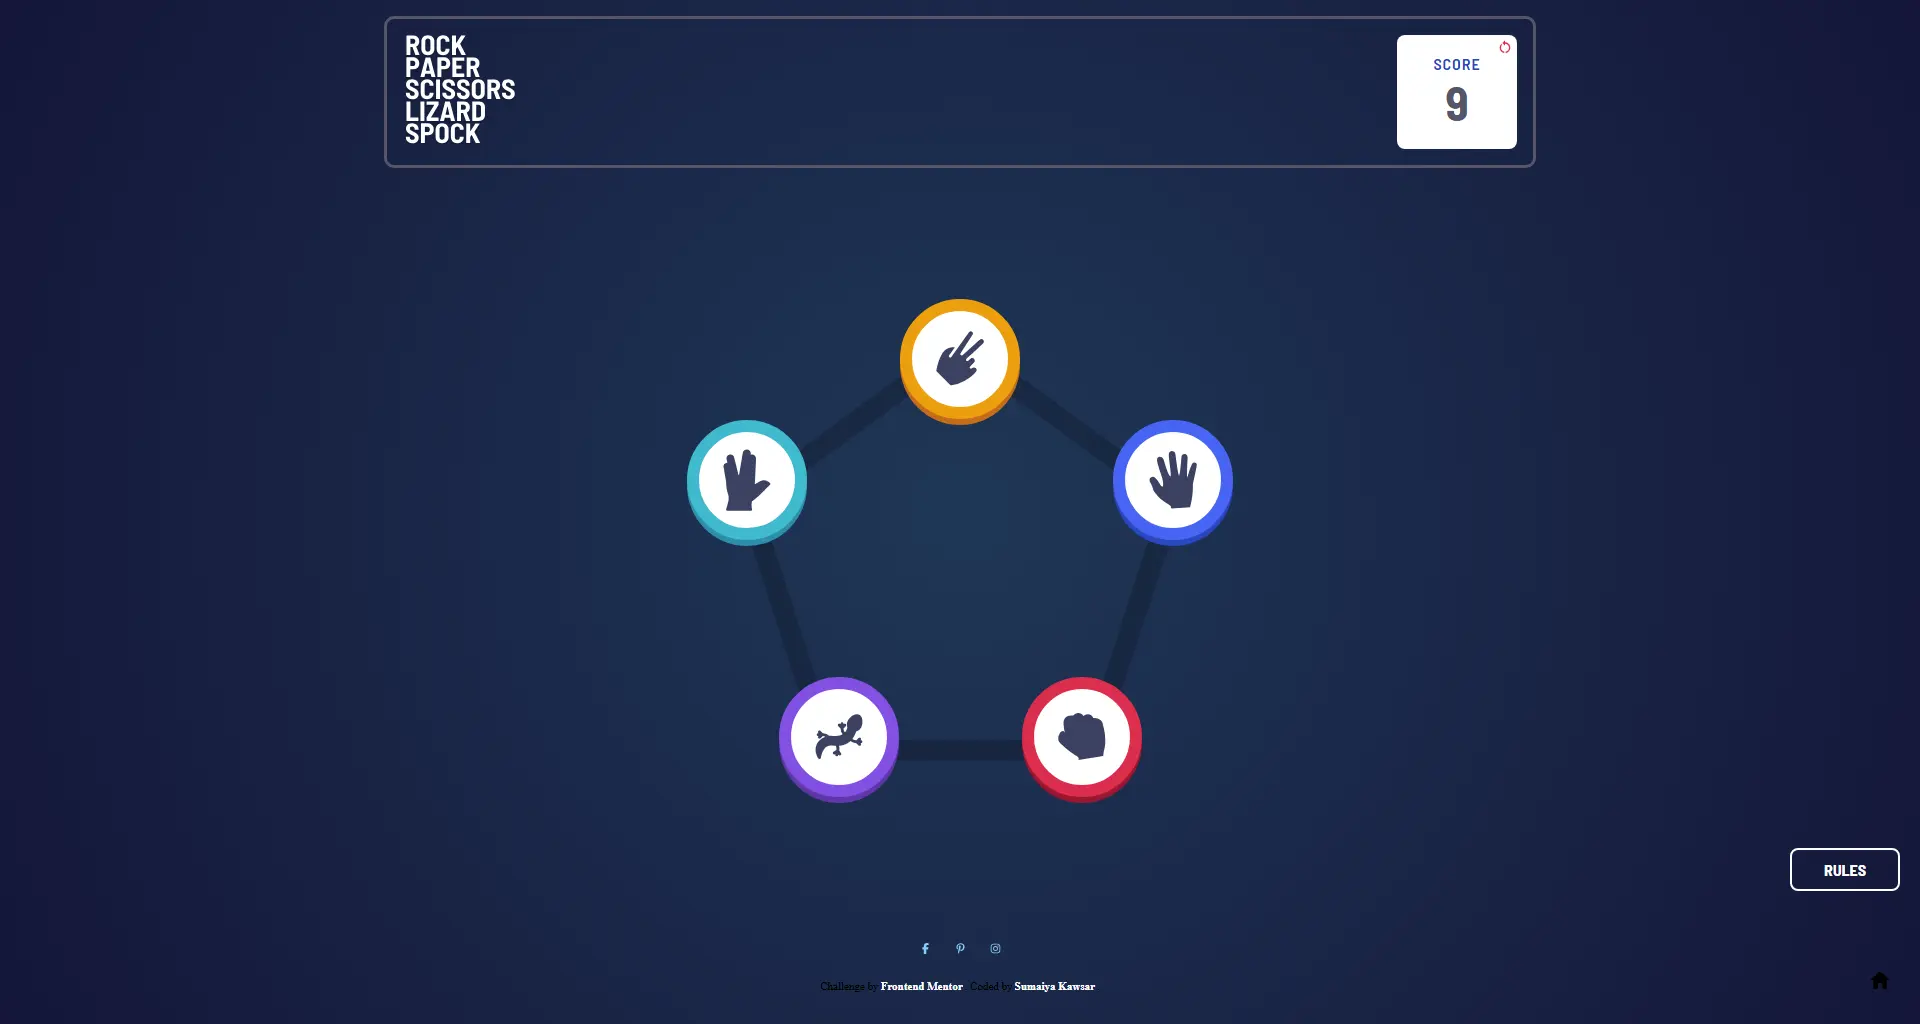 ROCK
PAPER
SCISSORS
LIZARD
SPOCK
SCORE
9
RULES
Challenge by Frontend Mentor Coded by Sumaiya Kawsar